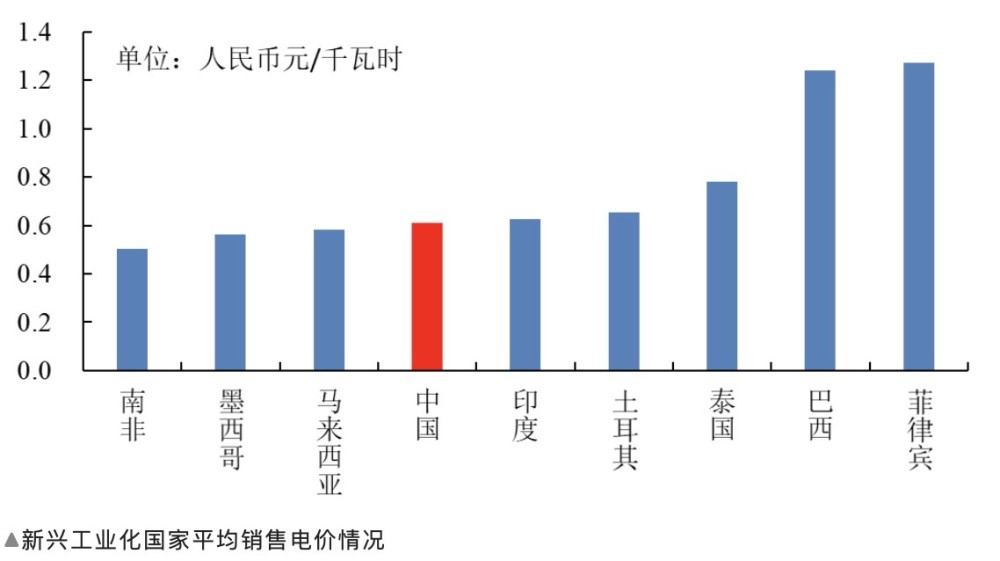 1.4
单位：人民币元/千瓦时
1.2
1.0
0.8
0.6
0.4
0.2
0.0
南非
墨西哥
马来西亚
中国
印度
土耳其
泰国
巴西
菲律宾
▲新兴工业化国家平均销售电价情况